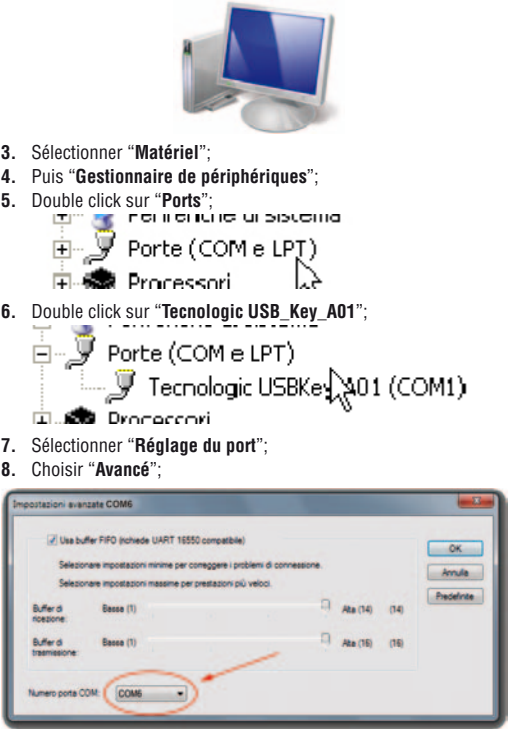 3. Sélectionner “Matériel”;
4. Puis “Gestionnaire de périphériques”;
5. Double click sur “Ports”;
Periferiche di sistema
Porte (COM e LPT)
Processori
6. Double click sur “Tecnologic USB_Key_A01”;
Porte (COM e LPT)
Tecnologic USBKey_A01 (COM1)
Processori
7. Sélectionner “Réglage du port”;
8. Choisir “Avancé”;
Impostazioni avanzate COM6
Usa buffer FIFO (richiede UART 16550 compatibile)
OK
Selezionare impostazioni minime per correggere i problemi di connessione.
Annulla
Selezionare impostazioni massime per prestazioni più veloci.
Predefinite
Buffer di ricezione: Bassa (1) Alta (14) (14)
Buffer di trasmissione: Bassa (1) Alta (16) (16)
Numero porta COM: COM6